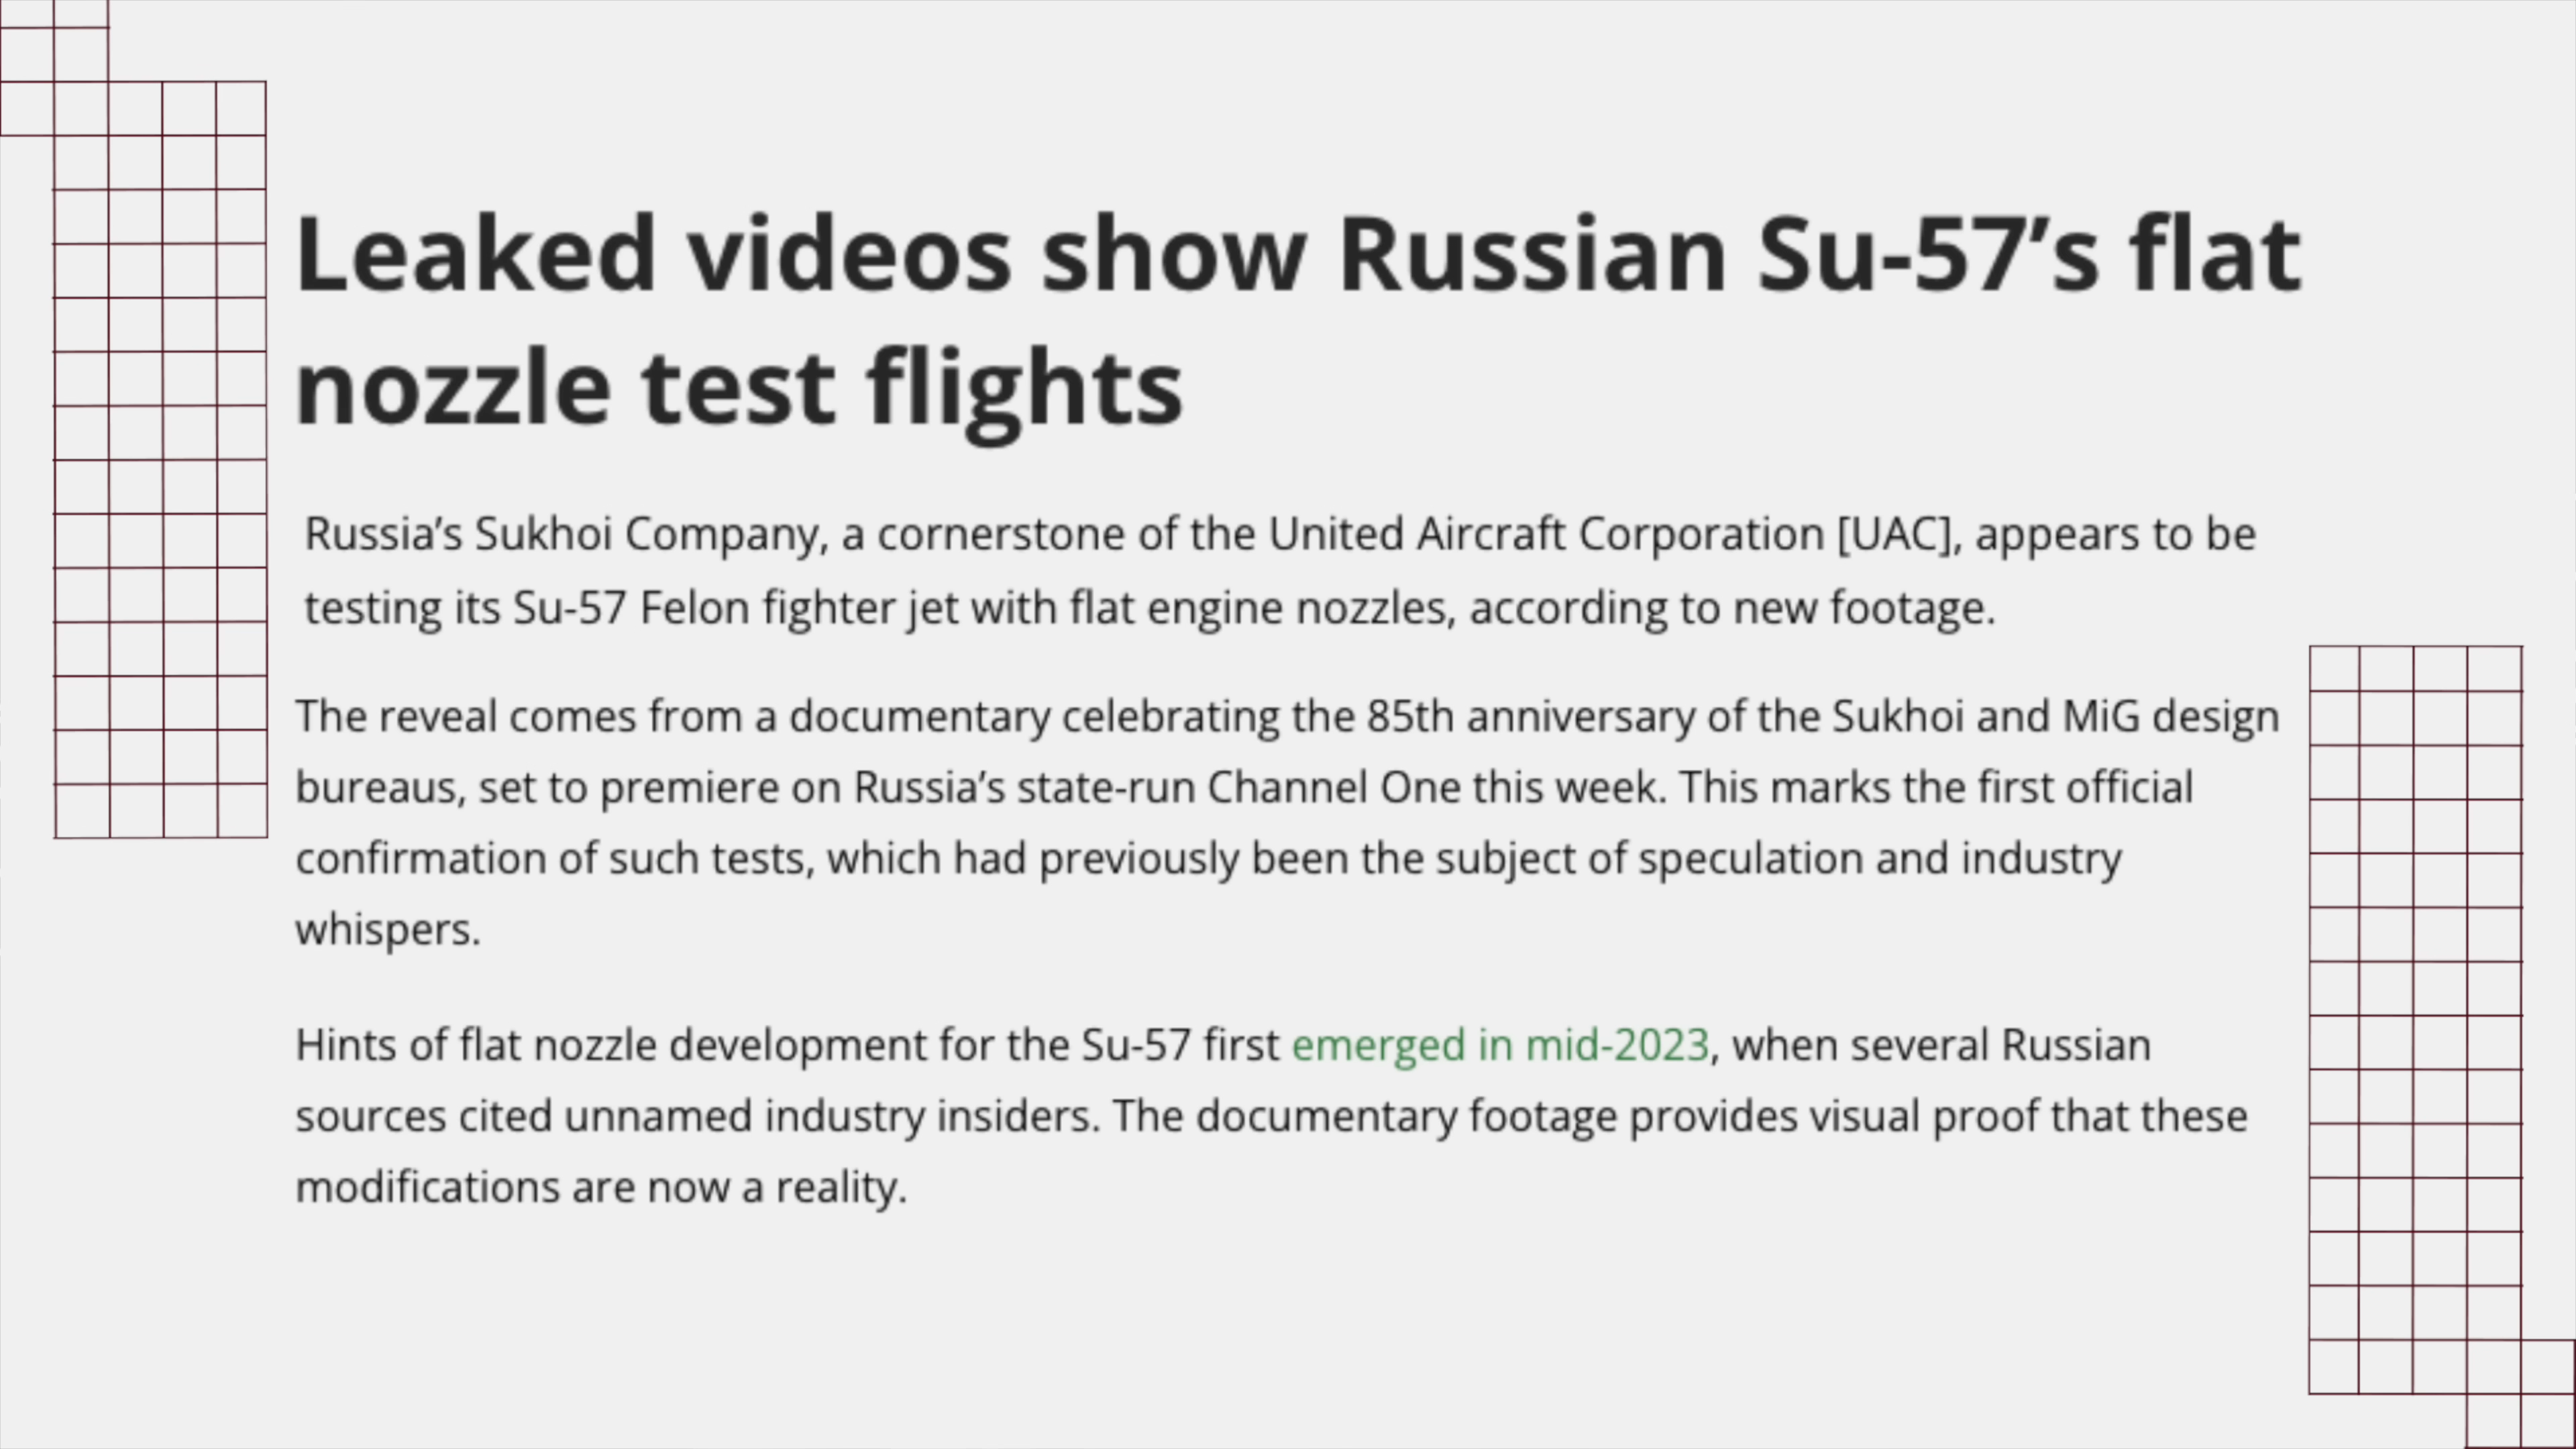 Leaked videos show Russian Su-57’s flat
nozzle test flights
Russia’s Sukhoi Company, a cornerstone of the United Aircraft Corporation [UAC], appears to be
testing its Su-57 Felon fighter jet with flat engine nozzles, according to new footage.
The reveal comes from a documentary celebrating the 85th anniversary of the Sukhoi and MiG design
bureaus, set to premiere on Russia’s state-run Channel One this week. This marks the first official
confirmation of such tests, which had previously been the subject of speculation and industry
whispers.
Hints of flat nozzle development for the Su-57 first emerged in mid-2023, when several Russian
sources cited unnamed industry insiders. The documentary footage provides visual proof that these
modifications are now a reality.